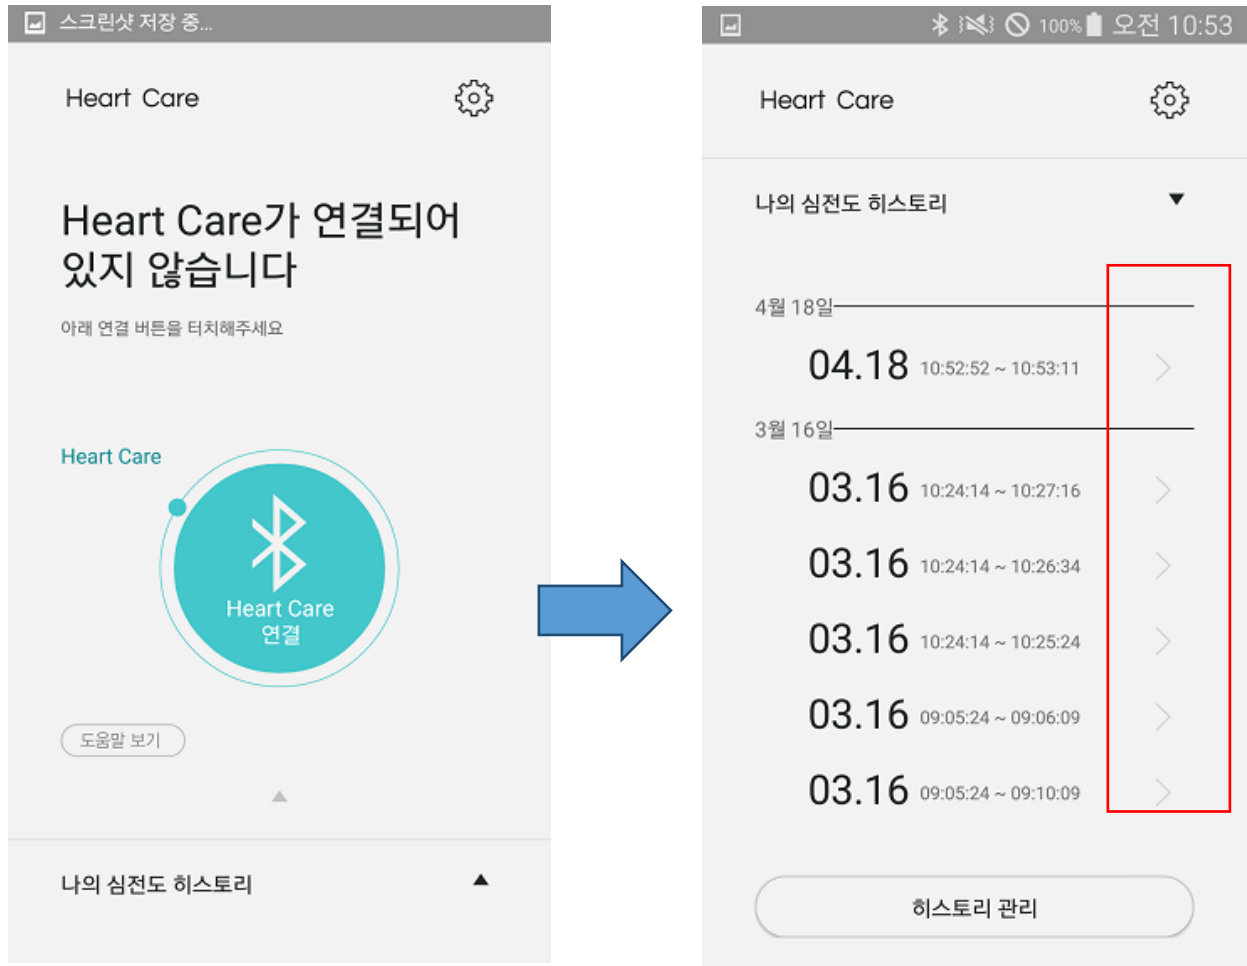 스크린샷 저장 중...
Heart Care
Heart Care가 연결되어
있지 않습니다
아래 연결 버튼을 터치해주세요
Heart Care
Heart Care
연결
도움말 보기
나의 심전도 히스토리
100% 오전 10:53
Heart Care
나의 심전도 히스토리
4월 18일
04.18 10:52:52 ~ 10:53:11
3월 16일
03.16 10:24:14 ~ 10:27:16
03.16 10:24:14 ~ 10:26:34
03.16 10:24:14 ~ 10:25:24
03.16 09:05:24 ~ 09:06:09
03.16 09:05:24 ~ 09:10:09
히스토리 관리